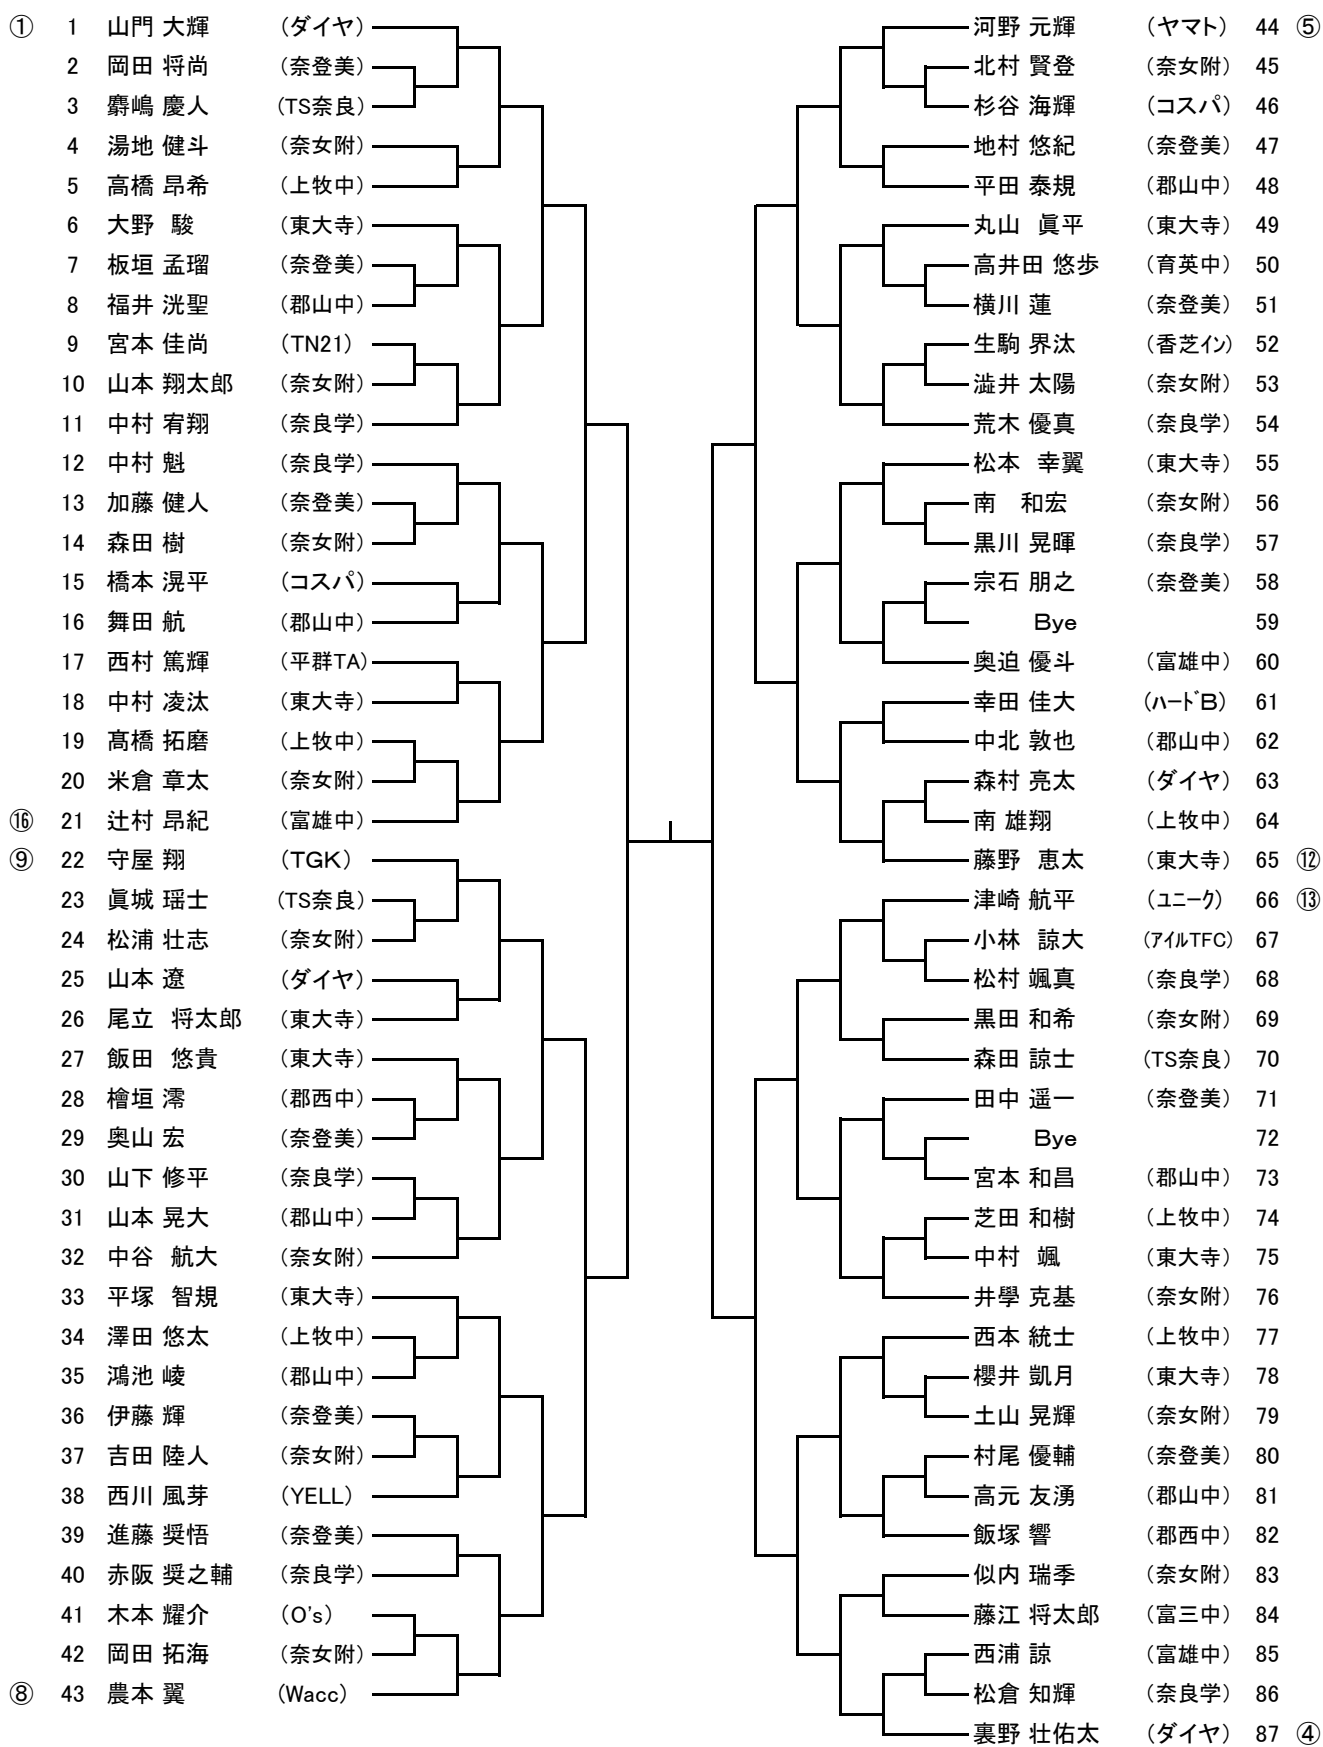 ① 1 山門 大輝 (ダイヤ)
2 岡田 将尚 (奈登美)
3 麝嶋 慶人 (TS奈良)
4 湯地 健斗 (奈女附)
5 高橋 昂希 (上牧中)
6 大野 駿 (東大寺)
7 板垣 孟瑠 (奈登美)
8 福井 洸聖 (郡山中)
9 宮本 佳尚 (TN21)
10 山本 翔太郎 (奈女附)
11 中村 宥翔 (奈良学)
12 中村 魁 (奈良学)
13 加藤 健人 (奈登美)
14 森田 樹 (奈女附)
15 橋本 滉平 (コスパ)
16 舞田 航 (郡山中)
17 西村 篤輝 (平群TA)
18 中村 凌汰 (東大寺)
19 髙橋 拓磨 (上牧中)
20 米倉 章太 (奈女附)
⑯ 21 辻村 昂紀 (富雄中)
⑨ 22 守屋 翔 (TGK)
23 眞城 瑶士 (TS奈良)
24 松浦 壮志 (奈女附)
25 山本 遼 (ダイヤ)
26 尾立 将太郎 (東大寺)
27 飯田 悠貴 (東大寺)
28 檜垣 澪 (郡西中)
29 奥山 宏 (奈登美)
30 山下 修平 (奈良学)
31 山本 晃大 (郡山中)
32 中谷 航大 (奈女附)
33 平塚 智規 (東大寺)
34 澤田 悠太 (上牧中)
35 鴻池 崚 (郡山中)
36 伊藤 輝 (奈登美)
37 吉田 陸人 (奈女附)
38 西川 風芽 (YELL)
39 進藤 奨悟 (奈登美)
40 赤阪 奨之輔 (奈良学)
41 木本 耀介 (O's)
42 岡田 拓海 (奈女附)
⑧ 43 農本 翼 (Wacc)
河野 元輝 (ヤマト) 44 ⑤
北村 賢登 (奈女附) 45
杉谷 海輝 (コスパ) 46
地村 悠紀 (奈登美) 47
平田 泰規 (郡山中) 48
丸山 眞平 (東大寺) 49
高井田 悠歩 (育英中) 50
横川 蓮 (奈登美) 51
生駒 界汰 (香芝イン) 52
澁井 太陽 (奈女附) 53
荒木 優真 (奈良学) 54
松本 幸翼 (東大寺) 55
南 和宏 (奈女附) 56
黒川 晃暉 (奈良学) 57
宗石 朋之 (奈登美) 58
Bye 59
奥迫 優斗 (富雄中) 60
幸田 佳大 (ハードB) 61
中北 敦也 (郡山中) 62
森村 亮太 (ダイヤ) 63
南 雄翔 (上牧中) 64
藤野 恵太 (東大寺) 65 ⑫
津崎 航平 (ユニーク) 66 ⑬
小林 諒大 (アイルTFC) 67
松村 颯真 (奈良学) 68
黒田 和希 (奈女附) 69
森田 諒士 (TS奈良) 70
田中 遥一 (奈登美) 71
Bye 72
宮本 和昌 (郡山中) 73
芝田 和樹 (上牧中) 74
中村 颯 (東大寺) 75
井學 克基 (奈女附) 76
西本 統士 (上牧中) 77
櫻井 凱月 (東大寺) 78
土山 晃輝 (奈女附) 79
村尾 優輔 (奈登美) 80
高元 友湧 (郡山中) 81
飯塚 響 (郡西中) 82
似内 瑞季 (奈女附) 83
藤江 将太郎 (富三中) 84
西浦 諒 (富雄中) 85
松倉 知輝 (奈良学) 86
裏野 壮佑太 (ダイヤ) 87 ④